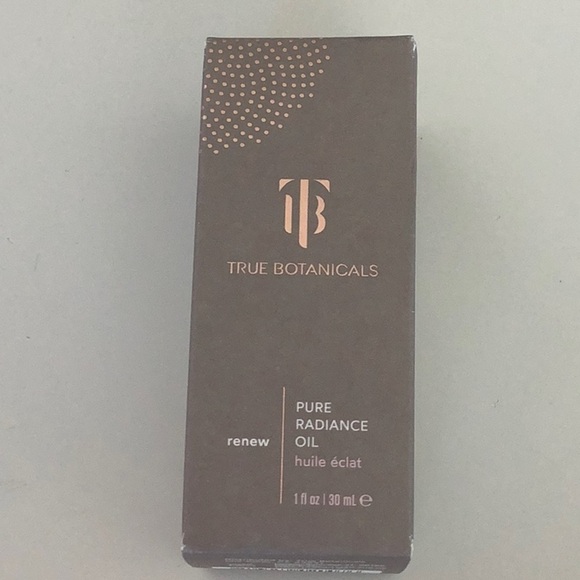 TB
TRUE BOTANICALS
renew
PURE
RADIANCE
OIL
huile éclat
1 fl oz | 30 mL ℮